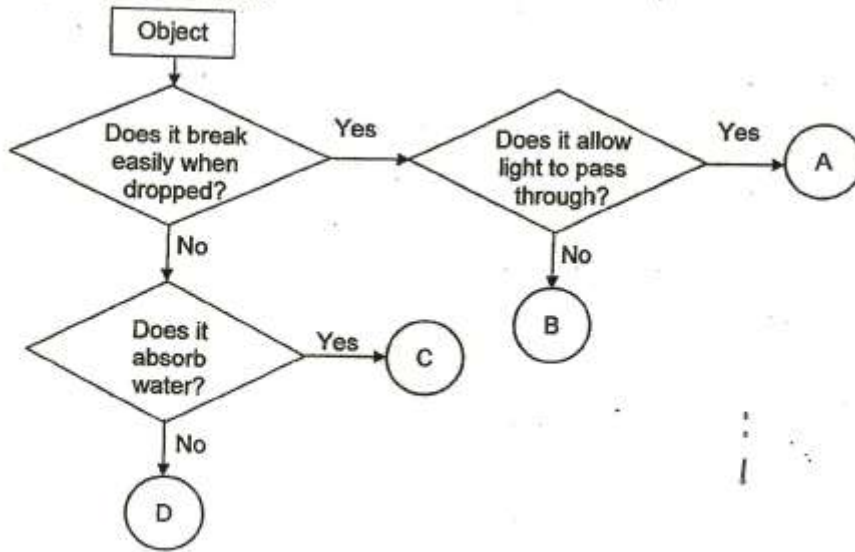 Object
Does it break
easily when
dropped?
Yes
Does it allow
light to pass
through?
Yes
A
No
No
B
Does it
absorb
water?
Yes
C
No
D